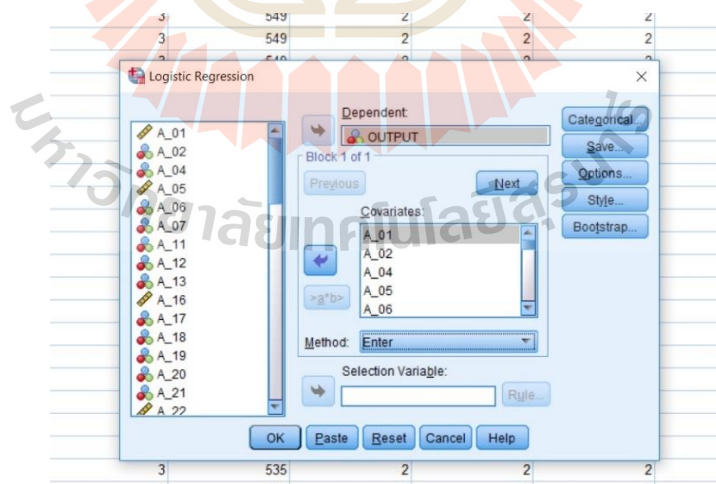 3 549 2 2 2
3 549 2 2 2
Logistic Regression
A_01
A_02
A_04
A_05
A_06
A_07
A_11
A_12
A_13
A_16
A_17
A_18
A_19
A_20
A_21
A_22
Dependent:
OUTPUT
Block 1 of 1
Previous
Next
Covariates:
A_01
A_02
A_04
A_05
A_06
>a*b>
Method: Enter
Selection Variable:
Rule...
Categorical...
Save...
Options...
Style...
Bootstrap...
OK Paste Reset Cancel Help
3 535 2 2 2